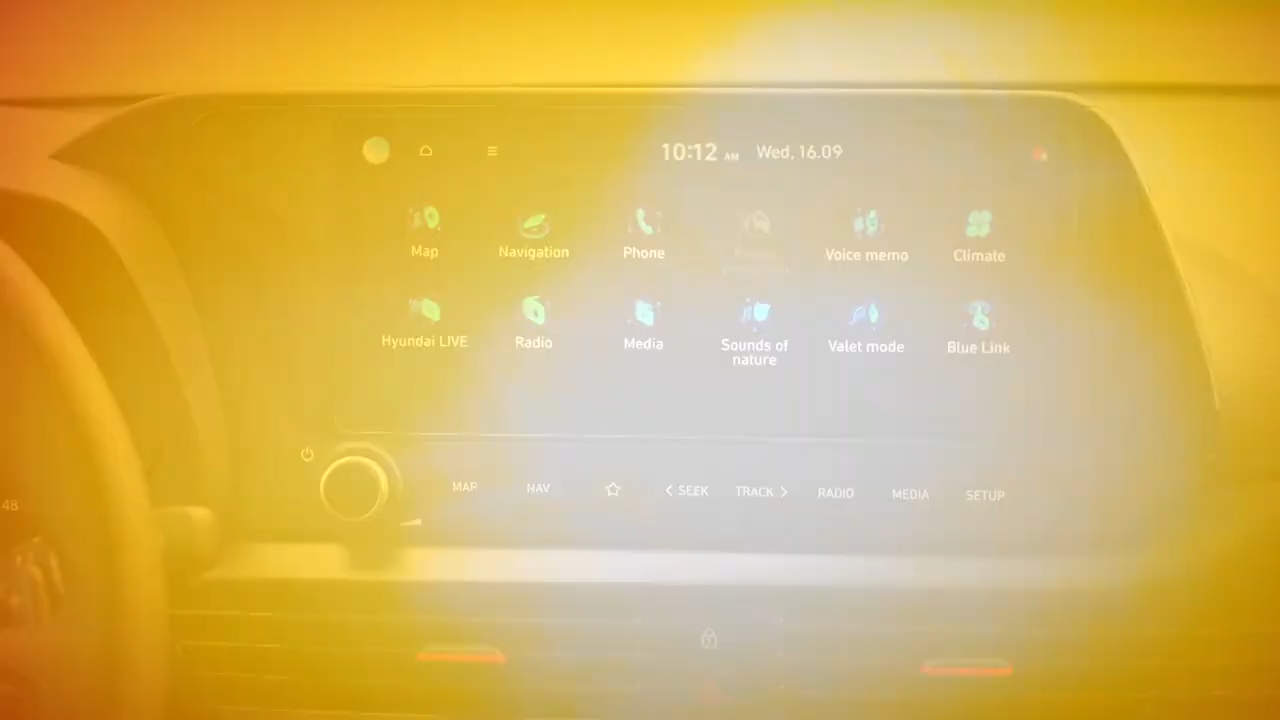 10:12 AM Wed, 16.09
Map Navigation Phone Voice memo Climate
Hyundai LIVE Radio Media Sounds of nature Valet mode Blue Link
MAP NAV < SEEK TRACK > RADIO MEDIA SETUP
48